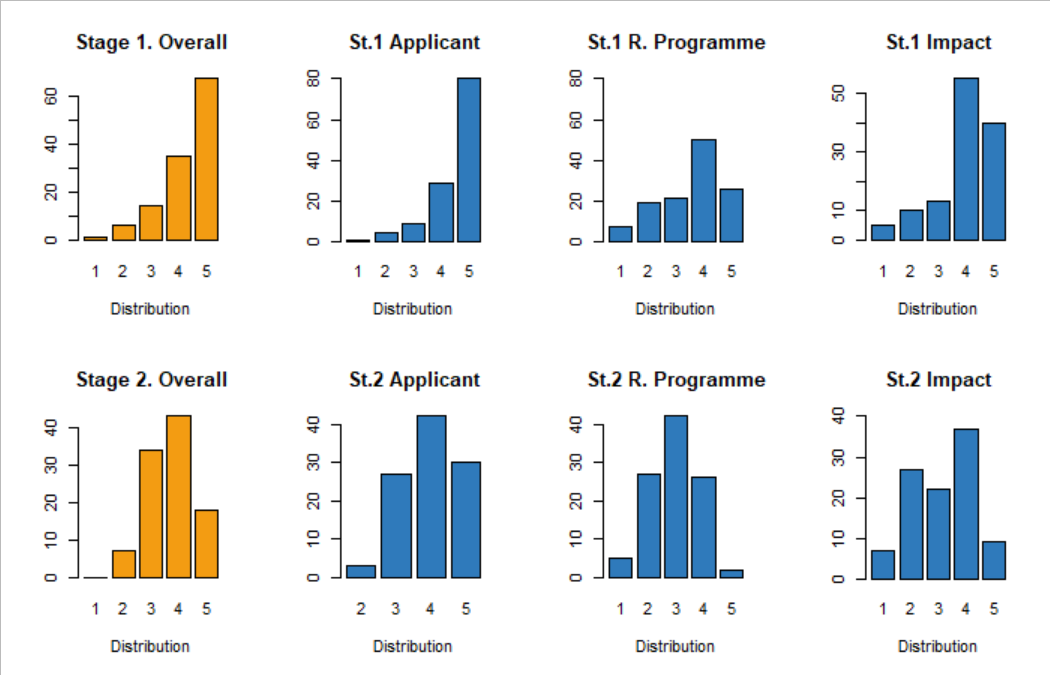 Stage 1. Overall
60
40
20
0
1 2 3 4 5
Distribution
St.1 Applicant
80
60
40
20
0
1 2 3 4 5
Distribution
St.1 R. Programme
80
60
40
20
0
1 2 3 4 5
Distribution
St.1 Impact
50
30
10
0
1 2 3 4 5
Distribution
Stage 2. Overall
40
30
20
10
0
1 2 3 4 5
Distribution
St.2 Applicant
40
30
20
10
0
2 3 4 5
Distribution
St.2 R. Programme
40
30
20
10
0
1 2 3 4 5
Distribution
St.2 Impact
40
30
20
10
0
1 2 3 4 5
Distribution